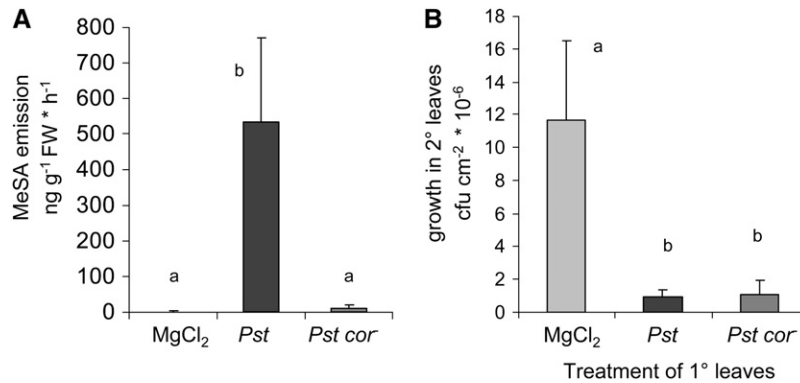 A
MeSA emission
ng g⁻¹ FW * h⁻¹
800
700
600
500
400
300
200
100
0
a
b
a
MgCl₂
Pst
Pst cor⁻
B
growth in 2° leaves
cfu cm⁻² * 10⁻⁶
18
16
14
12
10
8
6
4
2
0
a
b
b
MgCl₂
Pst
Pst cor⁻
Treatment of 1° leaves